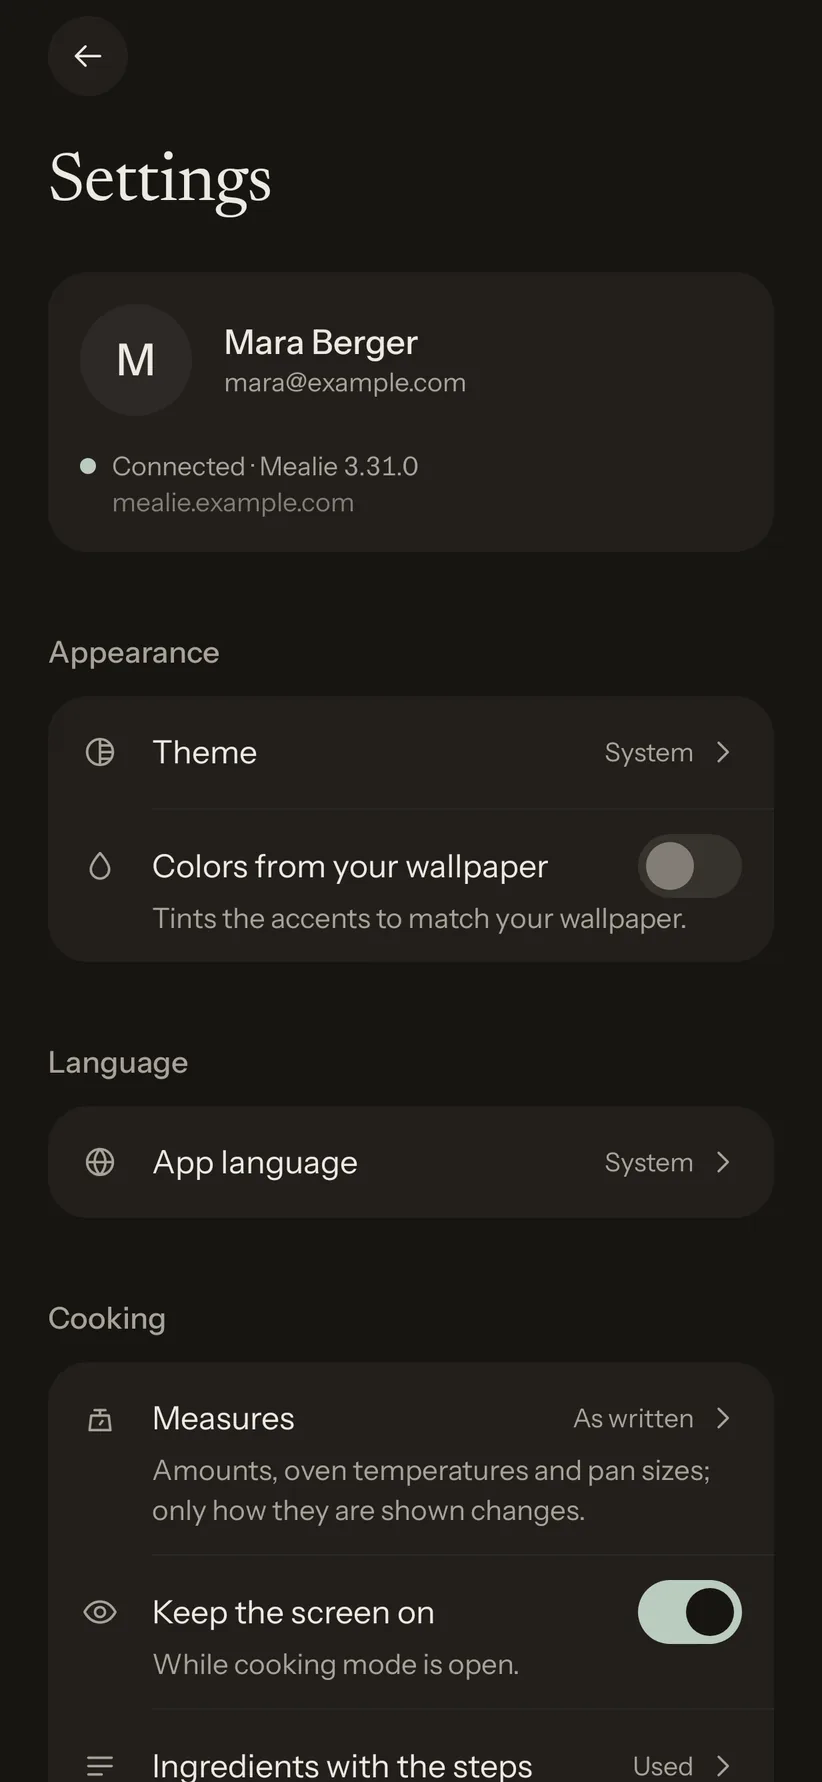 Settings
M
Mara Berger
mara@example.com
Connected · Mealie 3.31.0
mealie.example.com
Appearance
Theme
System
Colors from your wallpaper
Tints the accents to match your wallpaper.
Language
App language
System
Cooking
Measures
As written
Amounts, oven temperatures and pan sizes;
only how they are shown changes.
Keep the screen on
While cooking mode is open.
Ingredients with the steps
Used